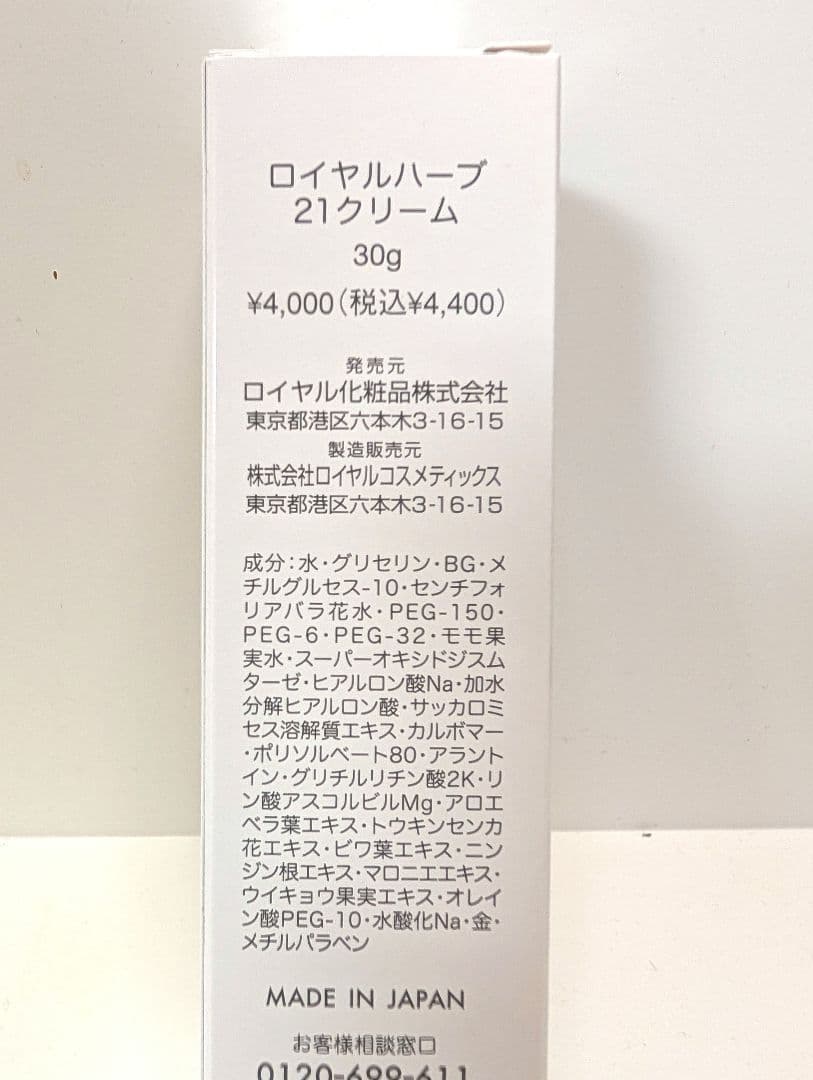 ロイヤルハーブ
21クリーム
30g
¥4,000(税込¥4,400)
発売元
ロイヤル化粧品株式会社
東京都港区六本木3-16-15
製造販売元
株式会社ロイヤルコスメティックス
東京都港区六本木3-16-15
成分:水・グリセリン・BG・メ
チルグルセス-10・センチフォ
リアバラ花水・PEG-150・
PEG-6・PEG-32・モモ果
実水・スーパーオキシドジスム
ターゼ・ヒアルロン酸Na・加水
分解ヒアルロン酸・サッカロミ
セス溶解質エキス・カルボマー
・ポリソルベート80・アラント
イン・グリチルリチン酸2K・リ
ン酸アスコルビルMg・アロエ
ベラ葉エキス・トウキンセンカ
花エキス・ビワ葉エキス・ニン
ジン根エキス・マロニエエキス・
ウイキョウ果実エキス・オレイ
ン酸PEG-10・水酸化Na・金・
メチルパラベン
MADE IN JAPAN
お客様相談窓口
0120-699-611